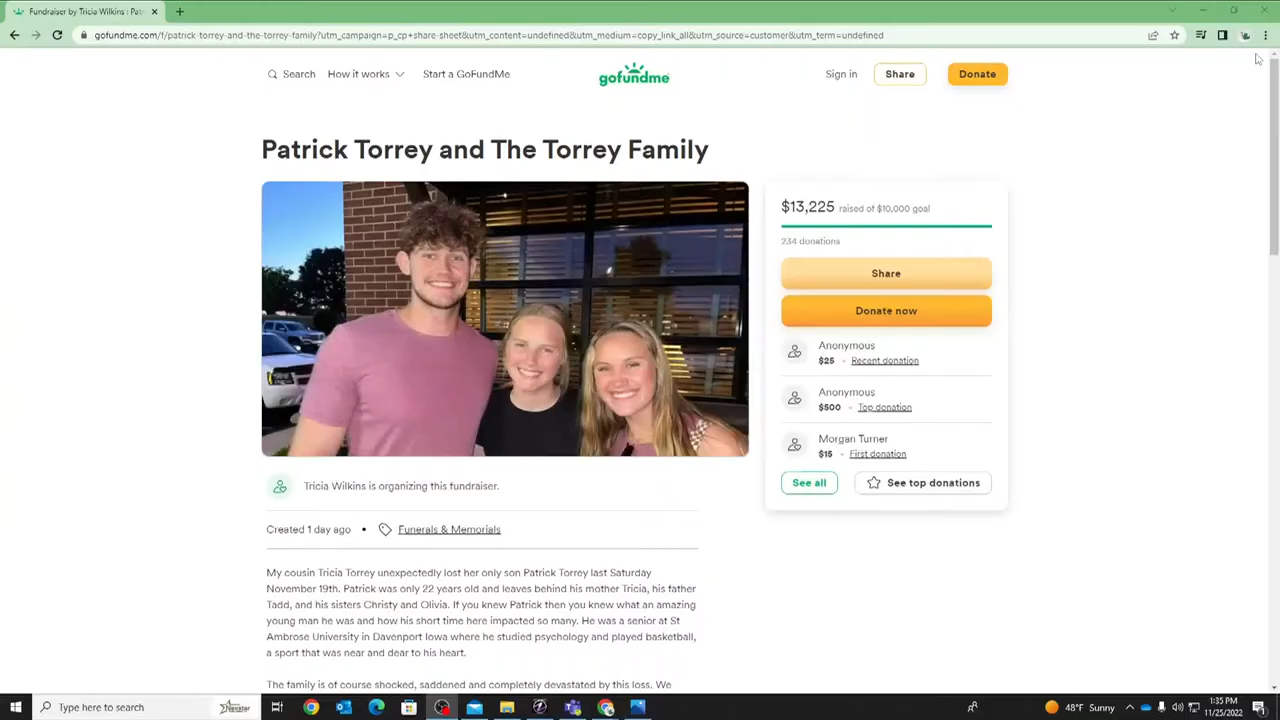 Fundraiser by Tricia Wilkins : Patr
gofundme.com/f/patrick-torrey-and-the-torrey-family?utm_campaign=p_cp+share-sheet&utm_content=undefined&utm_medium=copy_link_all&utm_source=customer&utm_term=undefined
Search How it works Start a GoFundMe gofundme Sign in Share Donate
Patrick Torrey and The Torrey Family
$13,225 raised of $10,000 goal
234 donations
Share
Donate now
Anonymous
$25 • Recent donation
Anonymous
$500 • Top donation
Morgan Turner
$15 • First donation
See all See top donations
Tricia Wilkins is organizing this fundraiser.
Created 1 day ago • Funerals & Memorials
My cousin Tricia Torrey unexpectedly lost her only son Patrick Torrey last Saturday
November 19th. Patrick was only 22 years old and leaves behind his mother Tricia, his father
Tadd, and his sisters Christy and Olivia. If you knew Patrick then you knew what an amazing
young man he was and how his short time here impacted so many. He was a senior at St
Ambrose University in Davenport Iowa where he studied psychology and played basketball,
a sport that was near and dear to his heart.
The family is of course shocked, saddened and completely devastated by this loss. We
Type here to search Navistar 48°F Sunny 1:35 PM
11/25/2022